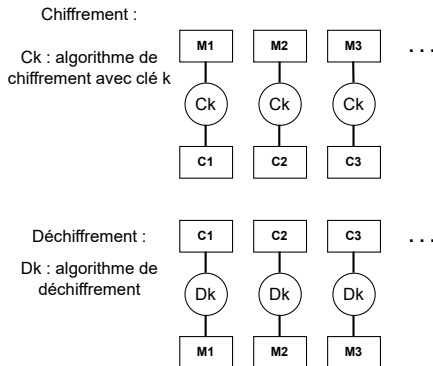 Chiffrement :
Ck : algorithme de
chiffrement avec clé k
M1 M2 M3 . . .
Ck Ck Ck
C1 C2 C3
Déchiffrement :
Dk : algorithme de
déchiffrement
C1 C2 C3 . . .
Dk Dk Dk
M1 M2 M3